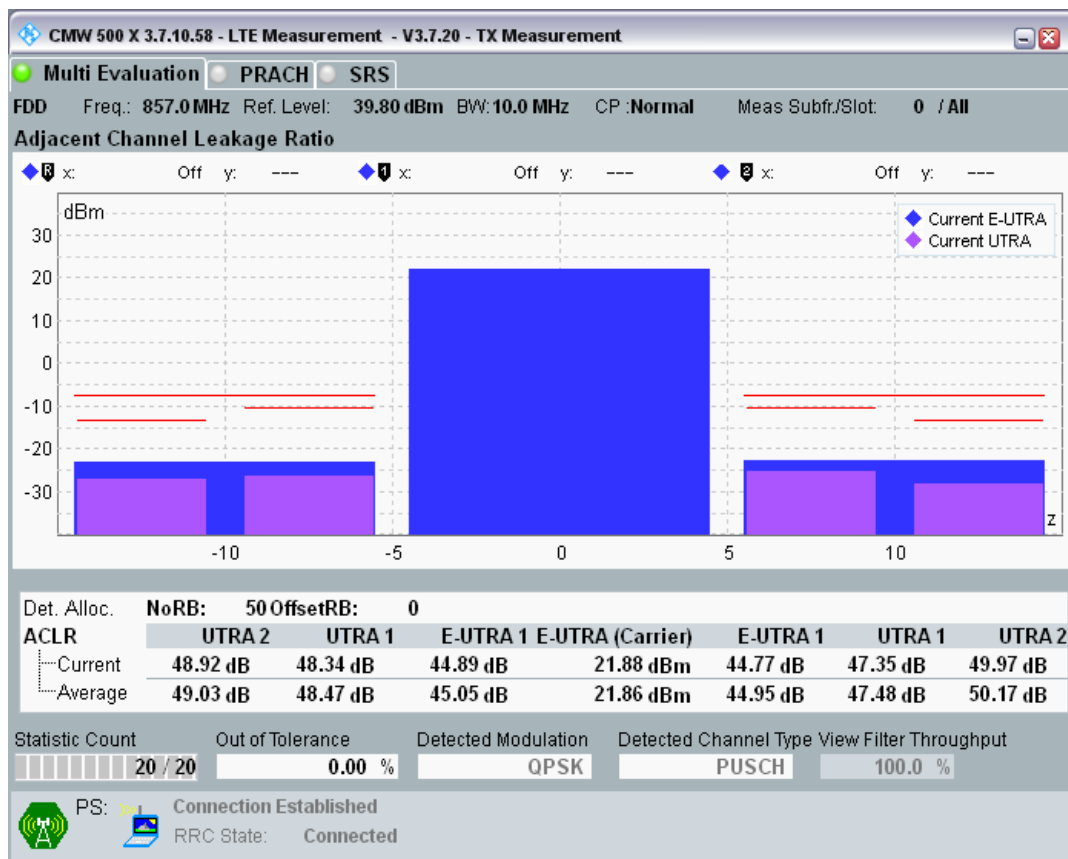 CMW 500 X 3.7.10.58 - LTE Measurement - V3.7.20 - TX Measurement
Multi Evaluation PRACH SRS
FDD Freq.: 857.0 MHz Ref. Level: 39.80 dBm BW: 10.0 MHz CP :Normal Meas Subfr./Slot: 0 / All
Adjacent Channel Leakage Ratio
R x: Off y: --- 1 x: Off y: --- 2 x: Off y: ---
dBm
Current E-UTRA
Current UTRA
30
20
10
0
-10
-20
-30
z
-10 -5 0 5 10
Det. Alloc. NoRB: 50 OffsetRB: 0
ACLR UTRA 2 UTRA 1 E-UTRA 1 E-UTRA (Carrier) E-UTRA 1 UTRA 1 UTRA 2
Current 48.92 dB 48.34 dB 44.89 dB 21.88 dBm 44.77 dB 47.35 dB 49.97 dB
Average 49.03 dB 48.47 dB 45.05 dB 21.86 dBm 44.95 dB 47.48 dB 50.17 dB
Statistic Count Out of Tolerance Detected Modulation Detected Channel Type View Filter Throughput
20 / 20 0.00 % QPSK PUSCH 100.0 %
PS: Connection Established
RRC State: Connected